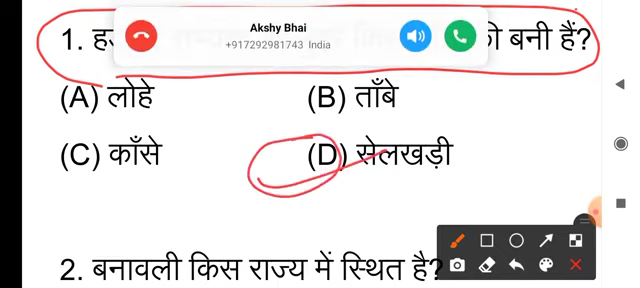 Akshy Bhai
+917292981743 India
1. की बनी हैं?
(A) लोहे (B) ताँबे
(C) काँसे (D) सेलखड़ी
2. बनावली किस राज्य में स्थित है?